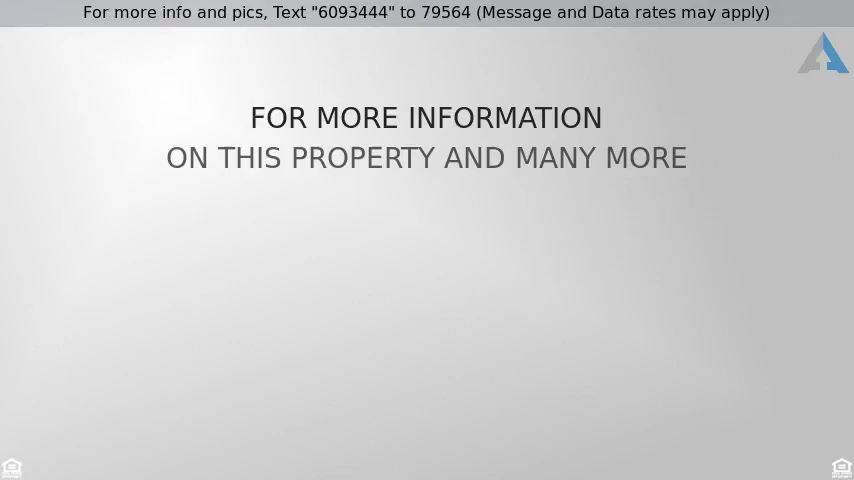 For more info and pics, Text "6093444" to 79564 (Message and Data rates may apply)
FOR MORE INFORMATION
ON THIS PROPERTY AND MANY MORE